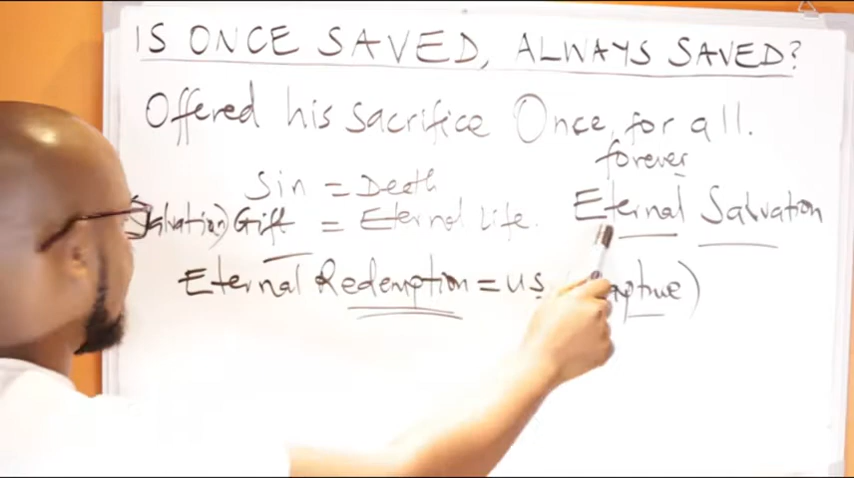 IS ONCE SAVED, ALWAYS SAVED?
Offered his sacrifice Once, for all.
forever
Sin = Death
(Salvation) Gift = Eternal Life.
Eternal Salvation
Eternal Redemption = us